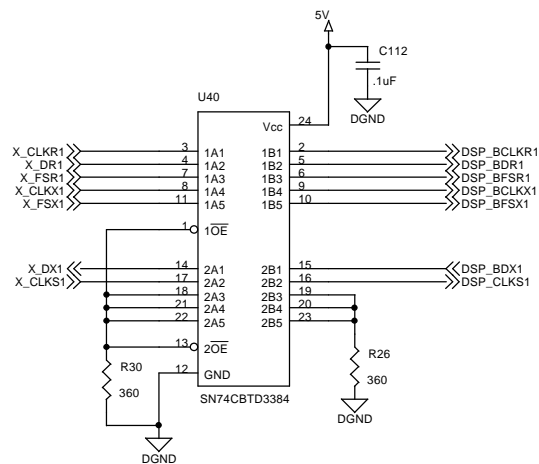 5V
C112
.1uF
DGND
U40
Vcc 24
X_CLKR1 3 1A1 1B1 2 DSP_BCLKR1
X_DR1 4 1A2 1B2 5 DSP_BDR1
X_FSR1 7 1A3 1B3 6 DSP_BFSR1
X_CLKX1 8 1A4 1B4 9 DSP_BCLKX1
X_FSX1 11 1A5 1B5 10 DSP_BFSX1
1 1OE
X_DX1 14 2A1 2B1 15 DSP_BDX1
X_CLKS1 17 2A2 2B2 16 DSP_CLKS1
18 2A3 2B3 19
21 2A4 2B4 20
22 2A5 2B5 23
13 2OE
R30
360
12 GND
R26
360
SN74CBTD3384
DGND
DGND